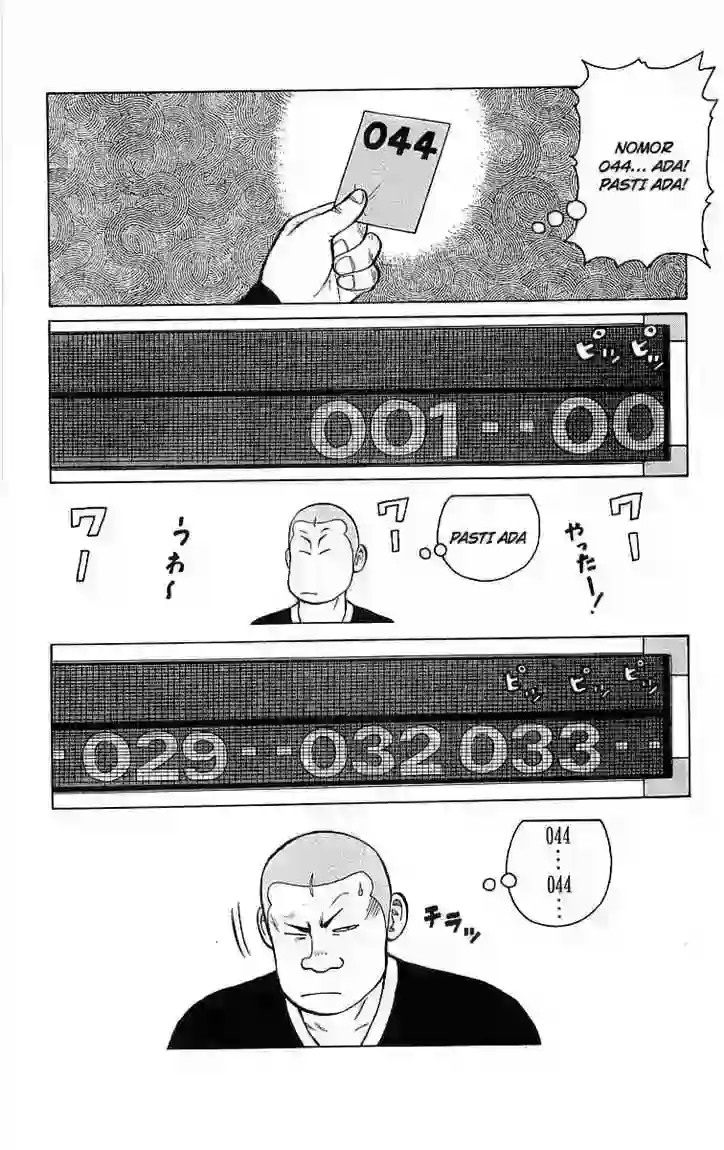 044
NOMOR
044... ADA!
PASTI ADA!
ピッ ピッ
001--00
ワー
うわ～
ワー
PASTI ADA
やったー!
ワー
ピッ ピッ ピッ
-029--032 033--
044
……
044
……
チラッ